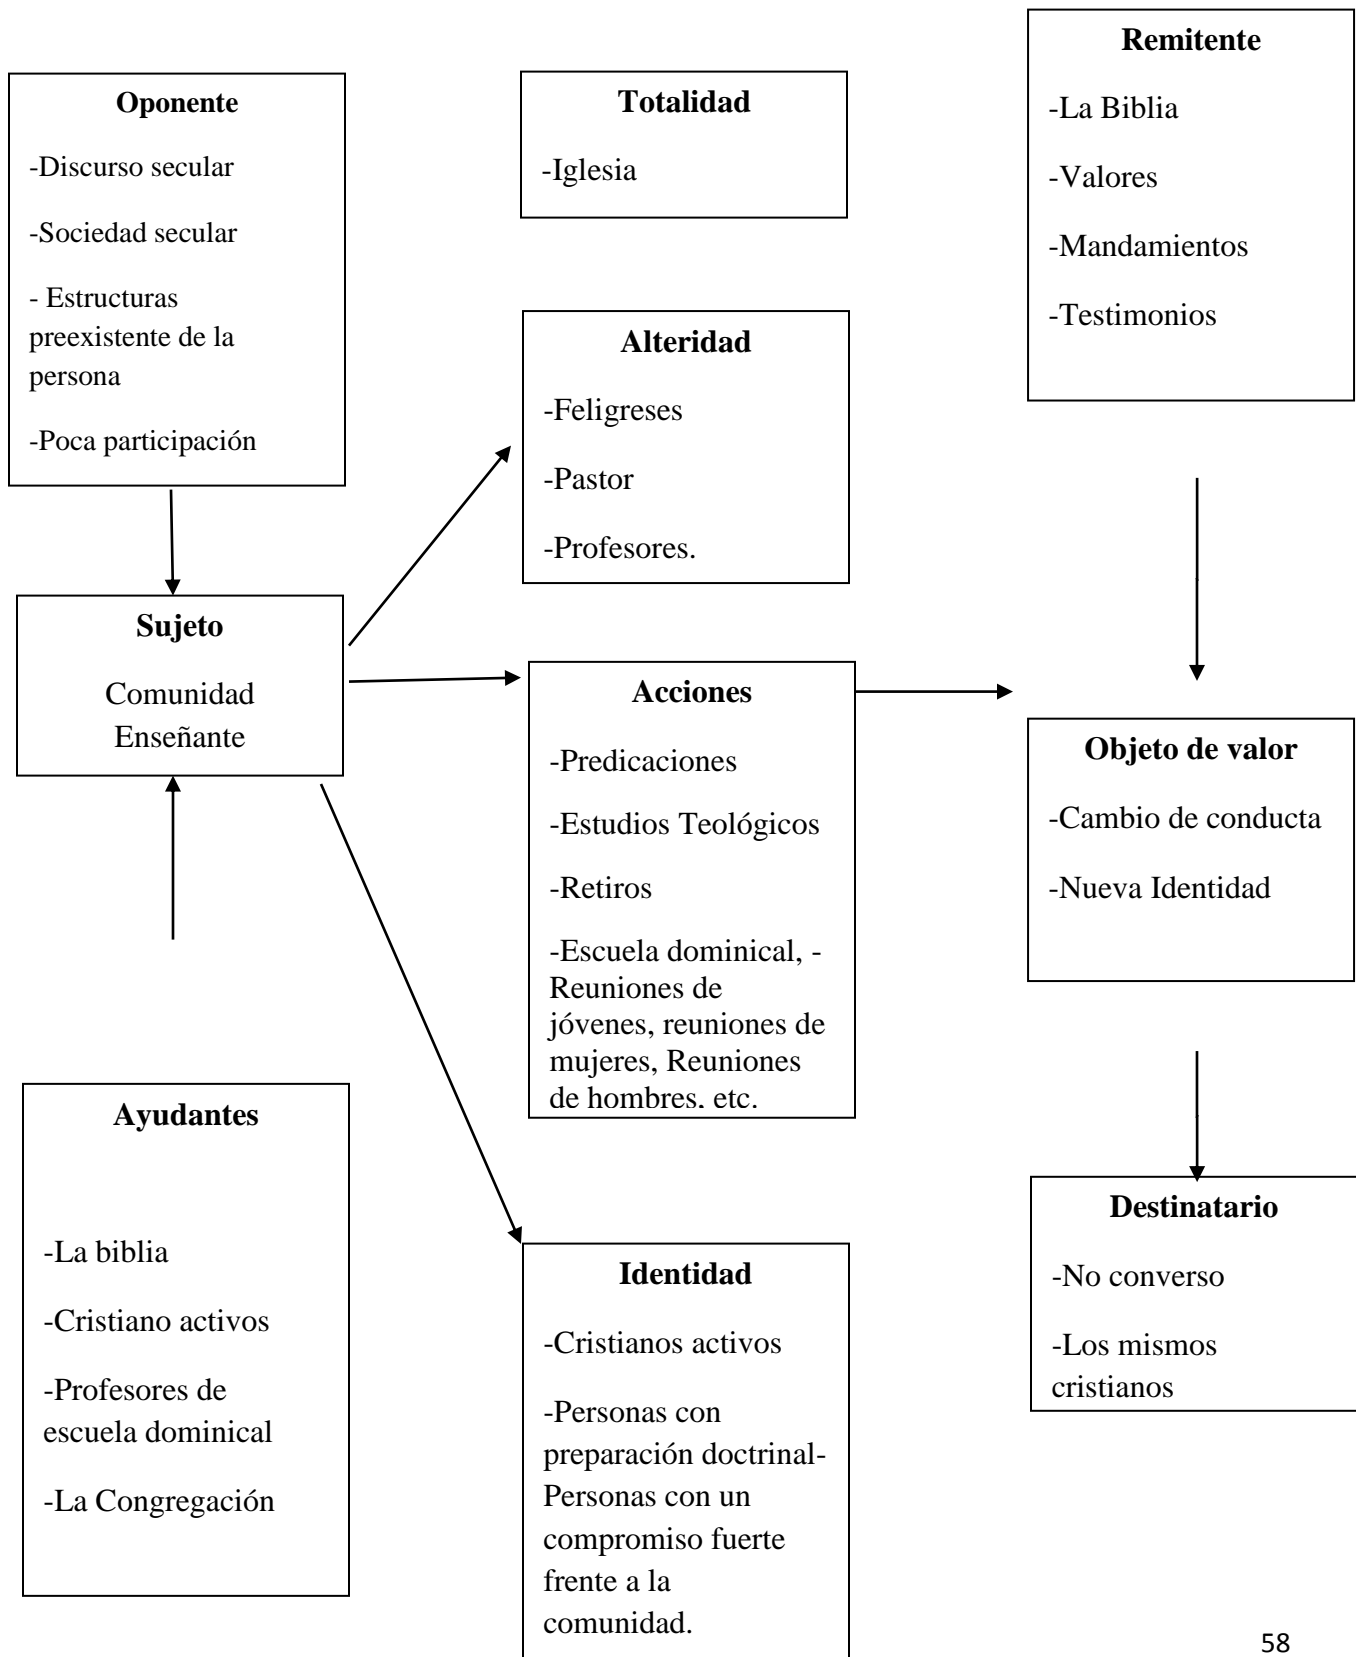 Oponente
-Discurso secular
-Sociedad secular
- Estructuras
preexistente de la
persona
-Poca participación
Totalidad
-Iglesia
Remitente
-La Biblia
-Valores
-Mandamientos
-Testimonios
Alteridad
-Feligreses
-Pastor
-Profesores.
Sujeto
Comunidad
Enseñante
Acciones
-Predicaciones
-Estudios Teológicos
-Retiros
-Escuela dominical, -
Reuniones de
jóvenes, reuniones de
mujeres, Reuniones
de hombres, etc.
Objeto de valor
-Cambio de conducta
-Nueva Identidad
Ayudantes
-La biblia
-Cristiano activos
-Profesores de
escuela dominical
-La Congregación
Identidad
-Cristianos activos
-Personas con
preparación doctrinal-
Personas con un
compromiso fuerte
frente a la
comunidad.
Destinatario
-No converso
-Los mismos
cristianos
58